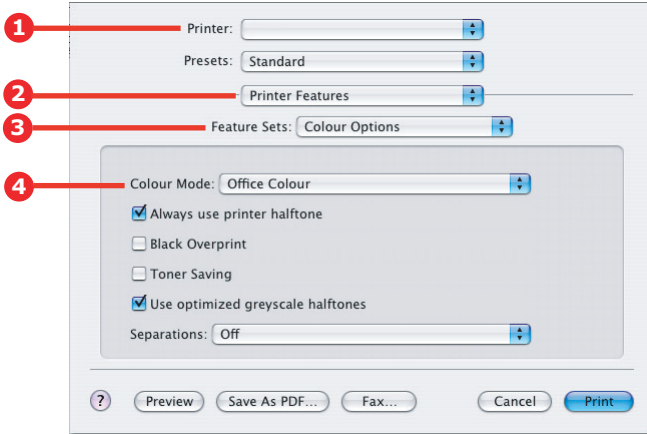 1 Printer:
Presets: Standard
2 Printer Features
3 Feature Sets: Colour Options
4 Colour Mode: Office Colour
Always use printer halftone
Black Overprint
Toner Saving
Use optimized greyscale halftones
Separations: Off
? Preview Save As PDF... Fax... Cancel Print